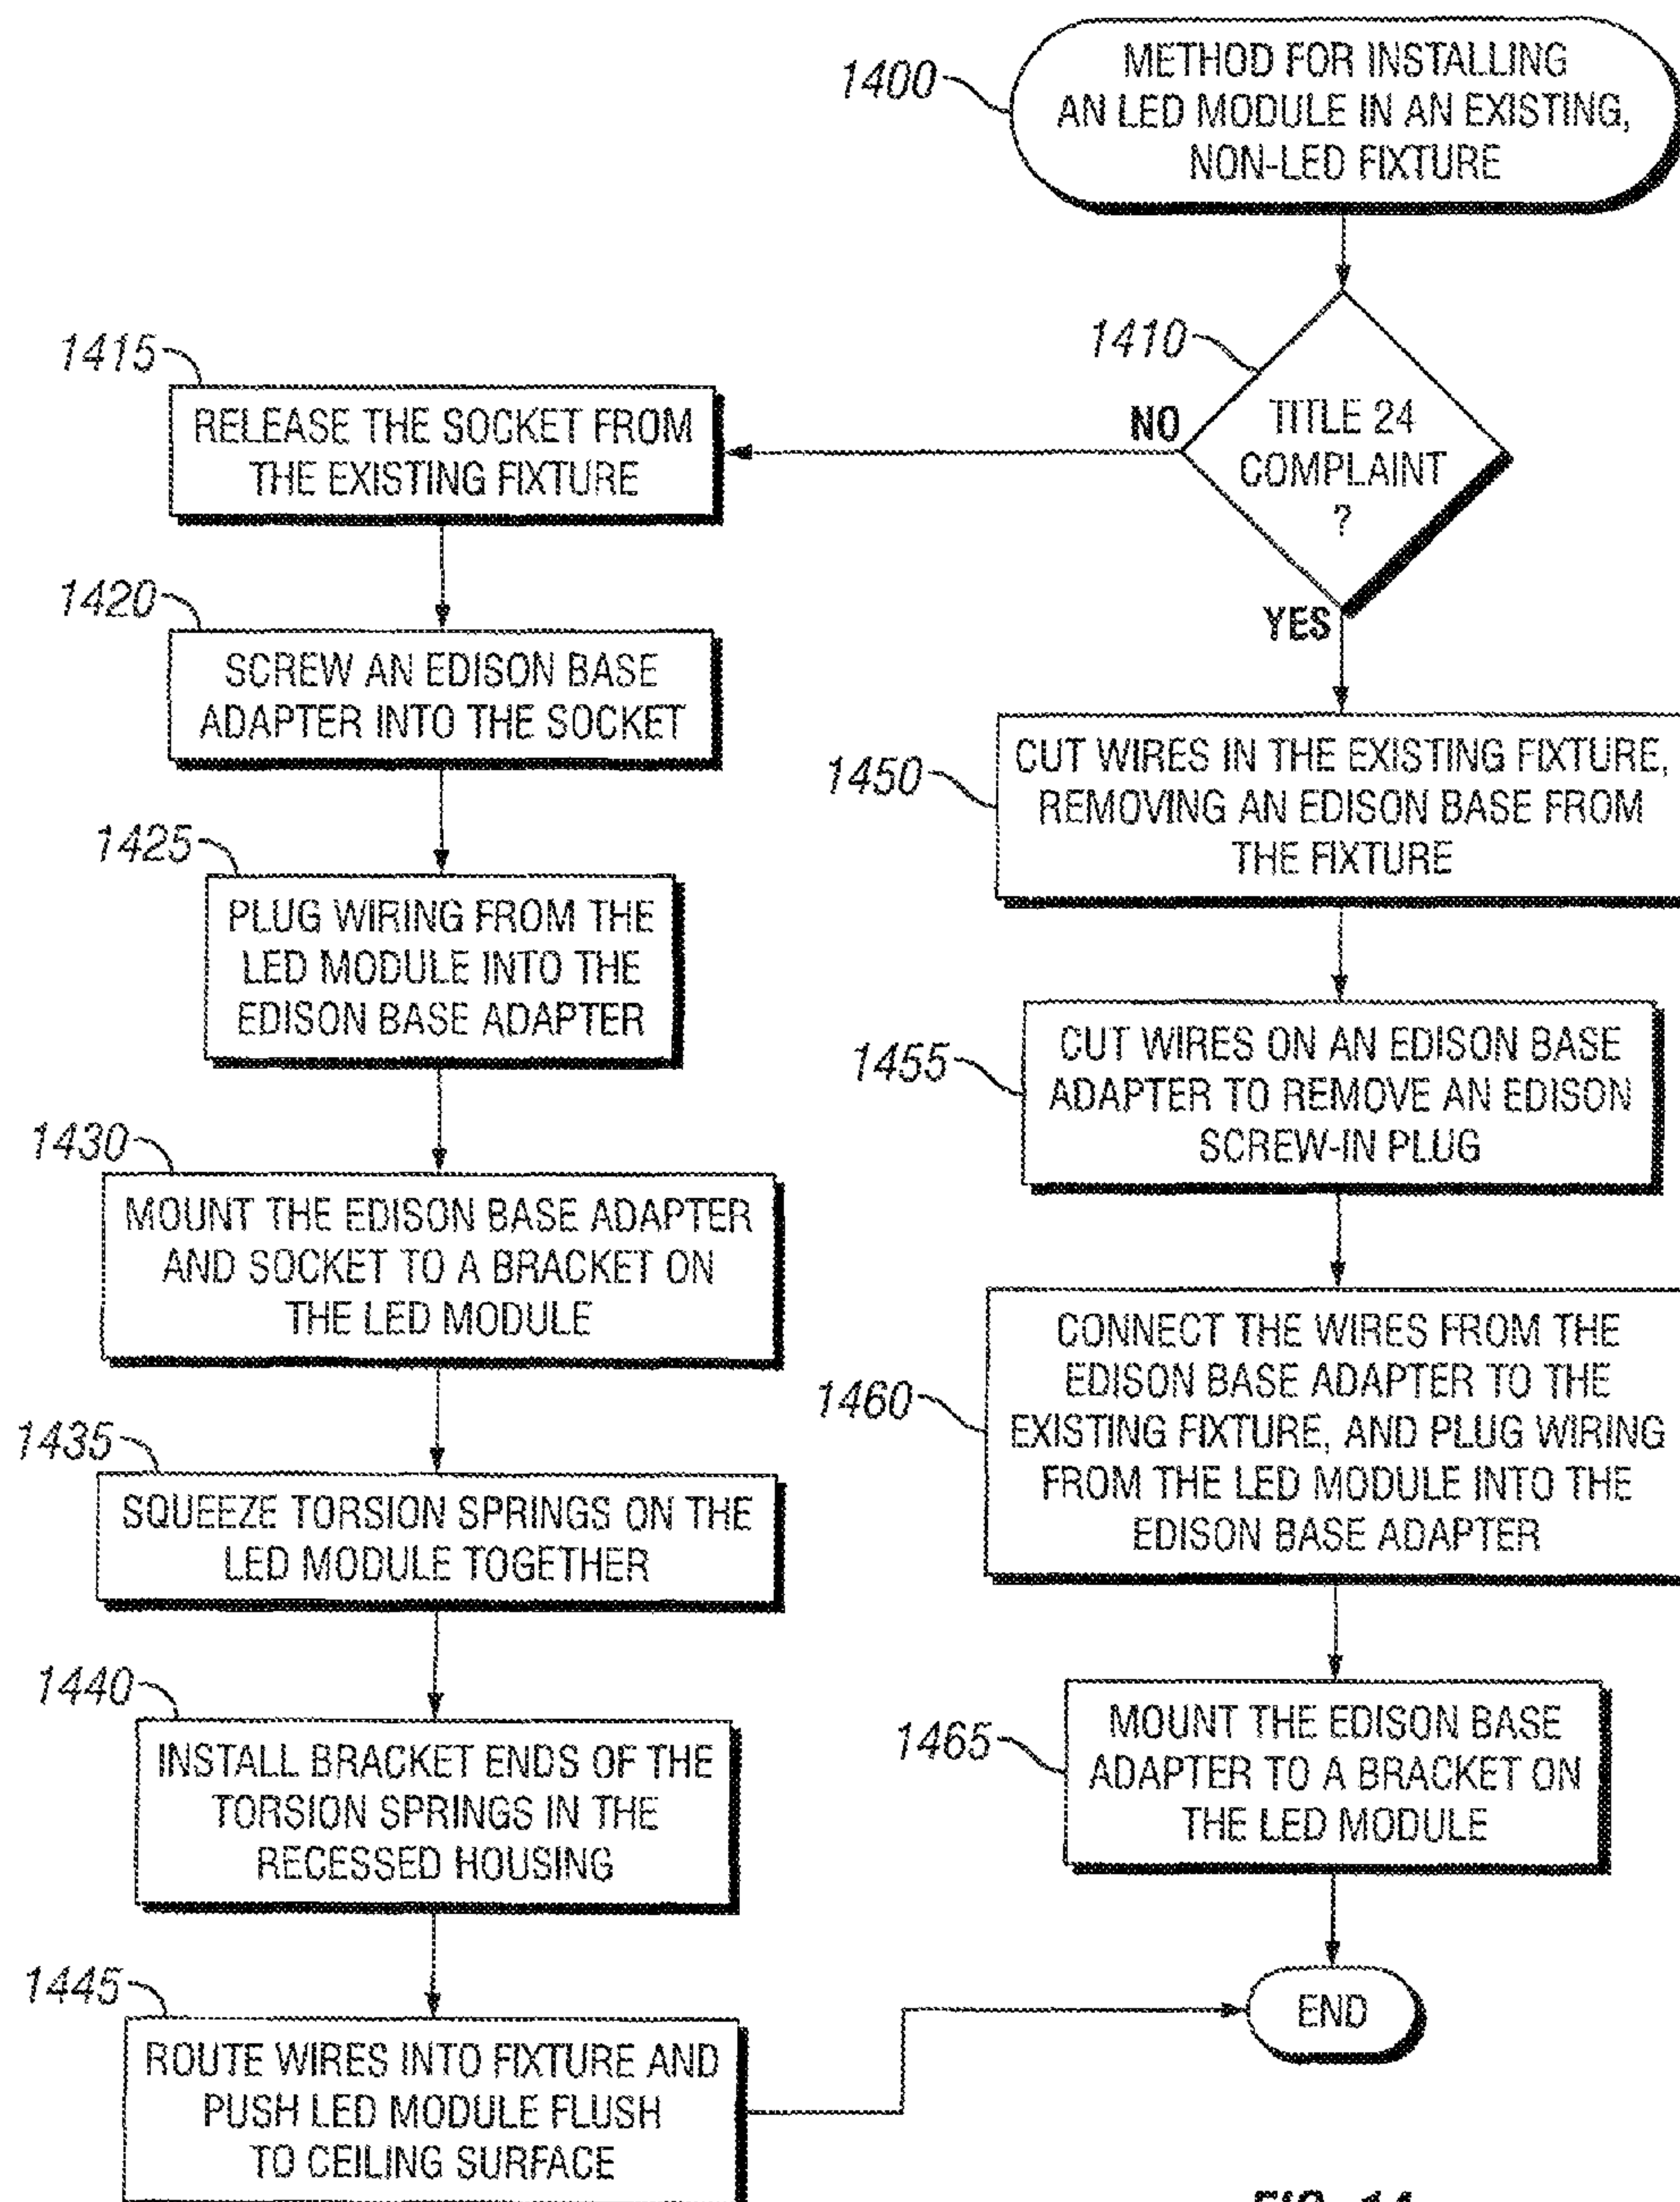 1400
METHOD FOR INSTALLING
AN LED MODULE IN AN EXISTING,
NON-LED FIXTURE
1410
TITLE 24
COMPLAINT
?
NO
YES
1415
RELEASE THE SOCKET FROM
THE EXISTING FIXTURE
1420
SCREW AN EDISON BASE
ADAPTER INTO THE SOCKET
1425
PLUG WIRING FROM THE
LED MODULE INTO THE
EDISON BASE ADAPTER
1430
MOUNT THE EDISON BASE ADAPTER
AND SOCKET TO A BRACKET ON
THE LED MODULE
1435
SQUEEZE TORSION SPRINGS ON THE
LED MODULE TOGETHER
1440
INSTALL BRACKET ENDS OF THE
TORSION SPRINGS IN THE
RECESSED HOUSING
1445
ROUTE WIRES INTO FIXTURE AND
PUSH LED MODULE FLUSH
TO CEILING SURFACE
1450
CUT WIRES IN THE EXISTING FIXTURE,
REMOVING AN EDISON BASE FROM
THE FIXTURE
1455
CUT WIRES ON AN EDISON BASE
ADAPTER TO REMOVE AN EDISON
SCREW-IN PLUG
1460
CONNECT THE WIRES FROM THE
EDISON BASE ADAPTER TO THE
EXISTING FIXTURE, AND PLUG WIRING
FROM THE LED MODULE INTO THE
EDISON BASE ADAPTER
1465
MOUNT THE EDISON BASE
ADAPTER TO A BRACKET ON
THE LED MODULE
END